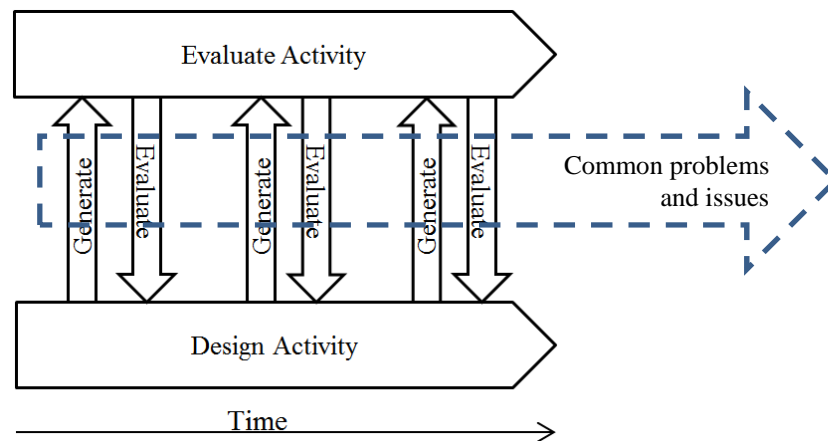 Evaluate Activity
Generate
Evaluate
Generate
Evaluate
Generate
Evaluate
Common problems
and issues
Design Activity
Time